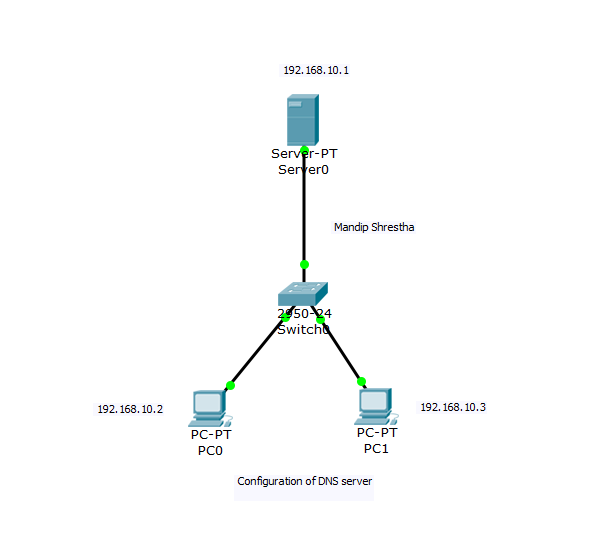 192.168.10.1
Server-PT
Server0
Mandip Shrestha
2950-24
Switch0
192.168.10.2
PC-PT
PC0
PC-PT
PC1
192.168.10.3
Configuration of DNS server